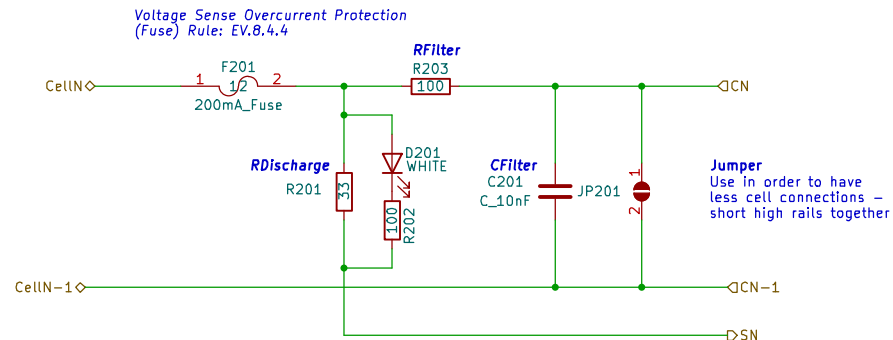 Voltage Sense Overcurrent Protection
(Fuse) Rule: EV.8.4.4
RFilter
F201
R203
CellN
1
12
2
100
CN
200mA_Fuse
D201
WHITE
RDischarge
CFilter
Jumper
R201
33
C201
C_10nF
JP201
1
2
Use in order to have
less cell connections –
short high rails together
100
R202
CellN-1
CN-1
SN